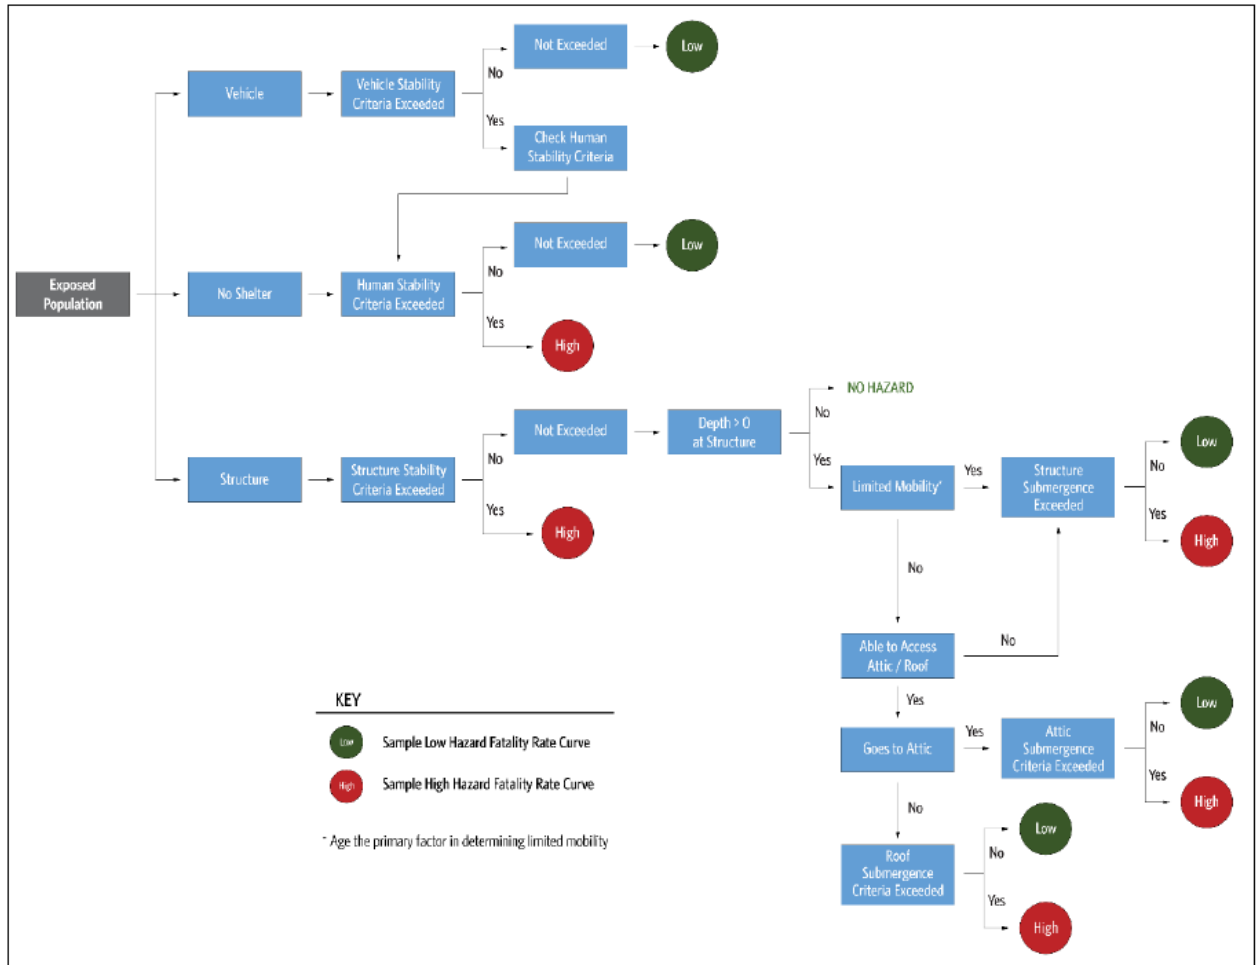 Not Exceeded
Low
No
Vehicle
Vehicle Stability
Criteria Exceeded
Yes
Check Human
Stability Criteria
Not Exceeded
Low
No
Exposed
Population
No Shelter
Human Stability
Criteria Exceeded
Yes
High
NO HAZARD
No
Not Exceeded
Depth > 0
at Structure
Yes
No
Structure
Structure Stability
Criteria Exceeded
Yes
High
Limited Mobility*
Yes
Structure
Submergence
Exceeded
No
Low
Yes
High
No
Able to Access
Attic / Roof
No
Yes
Goes to Attic
Yes
Attic
Submergence
Criteria Exceeded
No
Low
Yes
High
No
Roof
Submergence
Criteria Exceeded
No
Low
Yes
High
KEY
Low
Sample Low Hazard Fatality Rate Curve
High
Sample High Hazard Fatality Rate Curve
* Age the primary factor in determining limited mobility